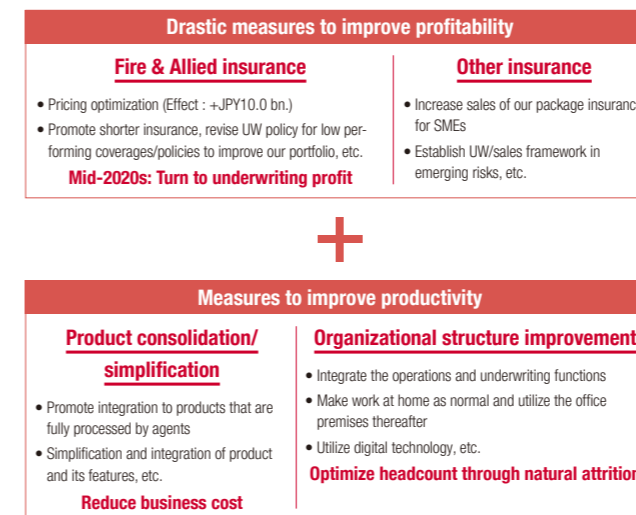 Drastic measures to improve profitability
Fire & Allied insurance
• Pricing optimization (Effect : +JPY10.0 bn.)
• Promote shorter insurance, revise UW policy for low per-
forming coverages/policies to improve our portfolio, etc.
Mid-2020s: Turn to underwriting profit
Other insurance
• Increase sales of our package insuranc
for SMEs
• Establish UW/sales framework in
emerging risks, etc.
+
Measures to improve productivity
Product consolidation/
simplification
• Promote integration to products that are
fully processed by agents
• Simplification and integration of product
and its features, etc.
Reduce business cost
Organizational structure improvement
• Integrate the operations and underwriting functions
• Make work at home as normal and utilize the office
premises thereafter
• Utilize digital technology, etc.
Optimize headcount through natural attrition